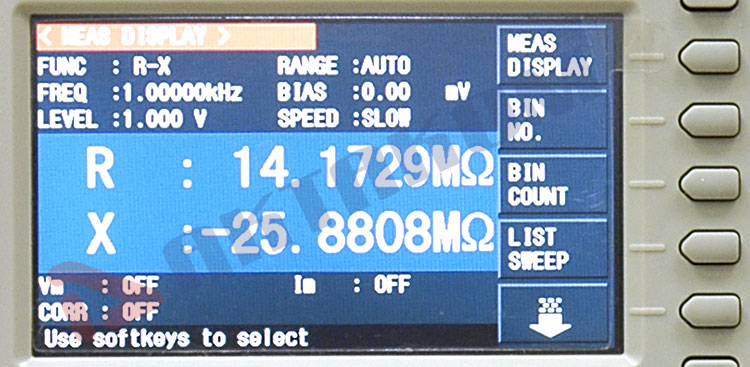 < MEAS DISPLAY >
FUNC : R-X RANGE :AUTO
FREQ :1.00000kHz BIAS :0.00 mV
LEVEL :1.000 V SPEED :SLOW
R : 14.1729MΩ
X :-25.8808MΩ
Vm : OFF Im : OFF
CORR : OFF
Use softkeys to select
MEAS
DISPLAY
BIN
NO.
BIN
COUNT
LIST
SWEEP